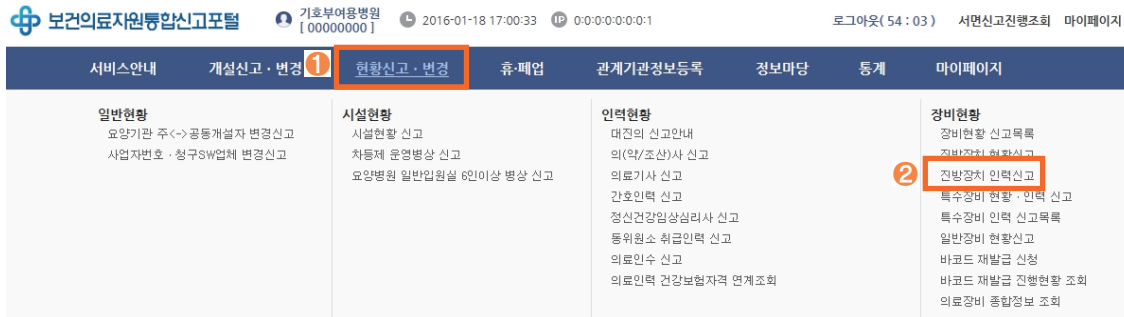 보건의료자원통합신고포털 기호부여용병원 [ 00000000 ] 2016-01-18 17:00:33 IP 0:0:0:0:0:0:0:1 로그아웃( 54 : 03 ) 서면신고진행조회 마이페이지
서비스안내 개설신고 · 변경 1 현황신고 · 변경 휴·폐업 관계기관정보등록 정보마당 통계 마이페이지
일반현황
요양기관 주<->공동개설자 변경신고
사업자번호 · 청구SW업체 변경신고
시설현황
시설현황 신고
차등제 운영병상 신고
요양병원 일반입원실 6인이상 병상 신고
인력현황
대진의 신고안내
의(약/조산)사 신고
의료기사 신고
간호인력 신고
정신건강임상심리사 신고
동위원소 취급인력 신고
의료인수 신고
의료인력 건강보험자격 연계조회
장비현황
장비현황 신고목록
진방장치 현황신고
2 진방장치 인력신고
특수장비 현황 · 인력 신고
특수장비 인력 신고목록
일반장비 현황신고
바코드 재발급 신청
바코드 재발급 진행현황 조회
의료장비 종합정보 조회